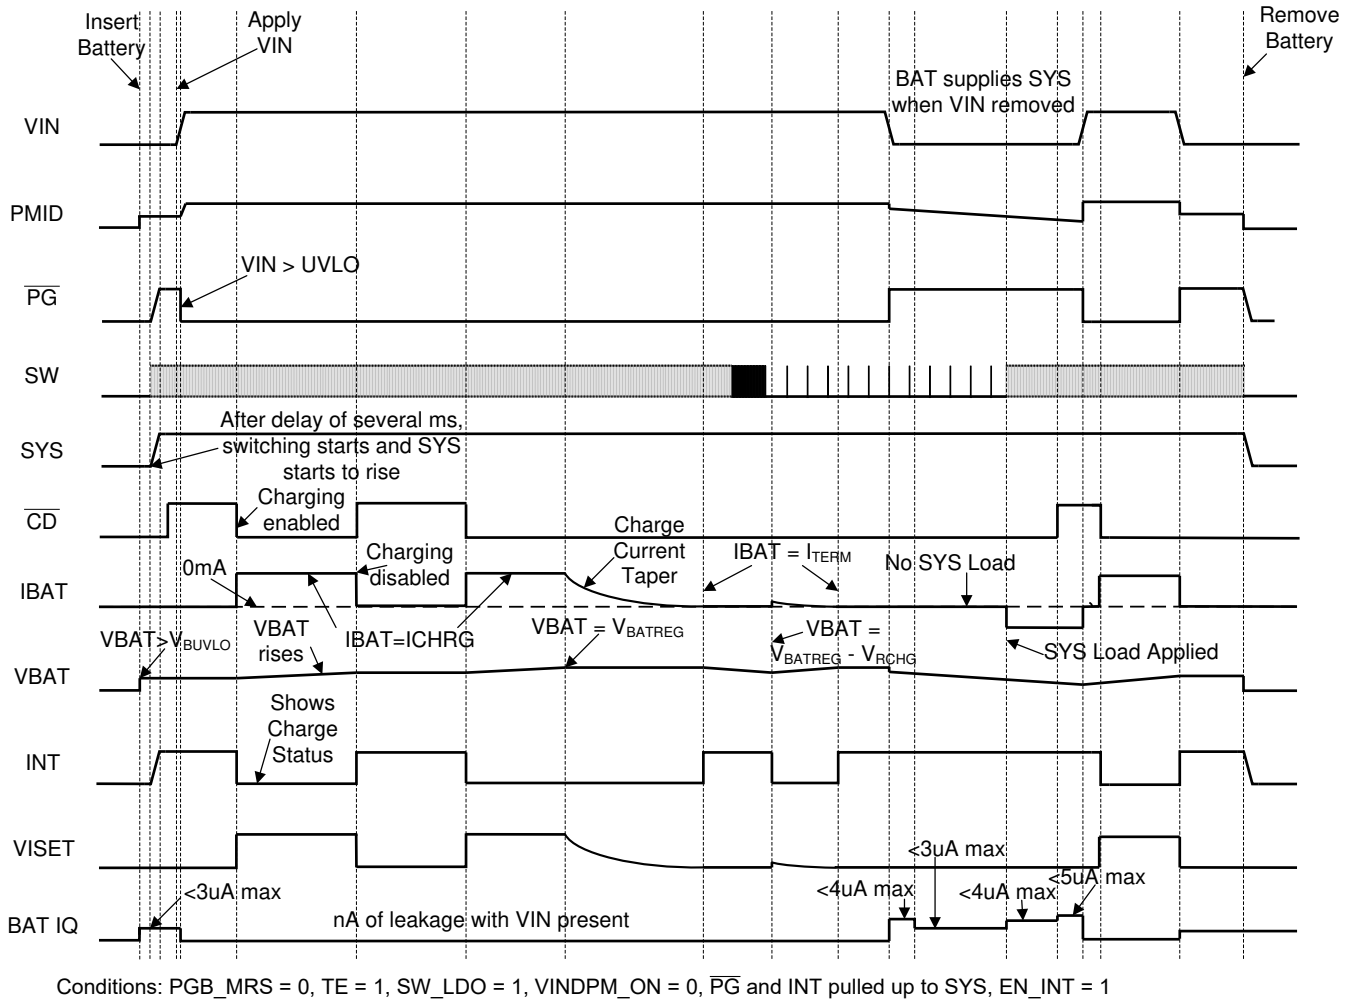 Insert
Battery
Apply
VIN
Remove
Battery
BAT supplies SYS
when VIN removed
VIN
PMID
VIN > UVLO
PG
SW
After delay of several ms,
switching starts and SYS
starts to rise
SYS
Charging
enabled
CD
Charge
Current
Taper
Charging
disabled
IBAT = ITERM
No SYS Load
0mA
IBAT
VBAT>VBUVLO
VBAT
rises
IBAT=ICHRG
VBAT = VBATREG
VBAT =
VBATREG - VRCHG
SYS Load Applied
VBAT
Shows
Charge
Status
INT
VISET
<3uA max
<4uA max
<3uA max
<4uA max
<5uA max
BAT IQ
nA of leakage with VIN present
Conditions: PGB_MRS = 0, TE = 1, SW_LDO = 1, VINDPM_ON = 0, PG and INT pulled up to SYS, EN_INT = 1